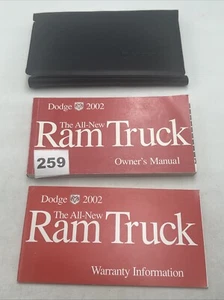 Dodge 2002
The All-New
Ram Truck
259
Owner's Manual
Dodge 2002
The All-New
Ram Truck
Warranty Information